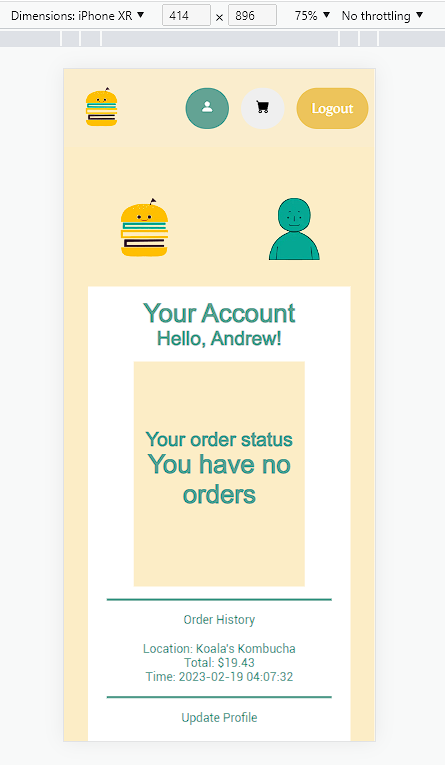 Dimensions: iPhone XR ▼ 414 × 896 75% ▼ No throttling ▼
Logout
Your Account
Hello, Andrew!
Your order status
You have no
orders
Order History
Location: Koala's Kombucha
Total: $19.43
Time: 2023-02-19 04:07:32
Update Profile